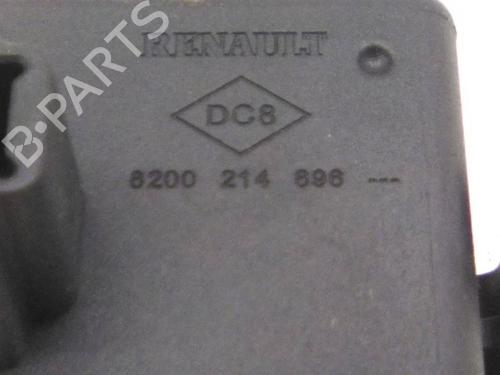 RENAULT
DC8
8200 214 896 ---
B-PARTS